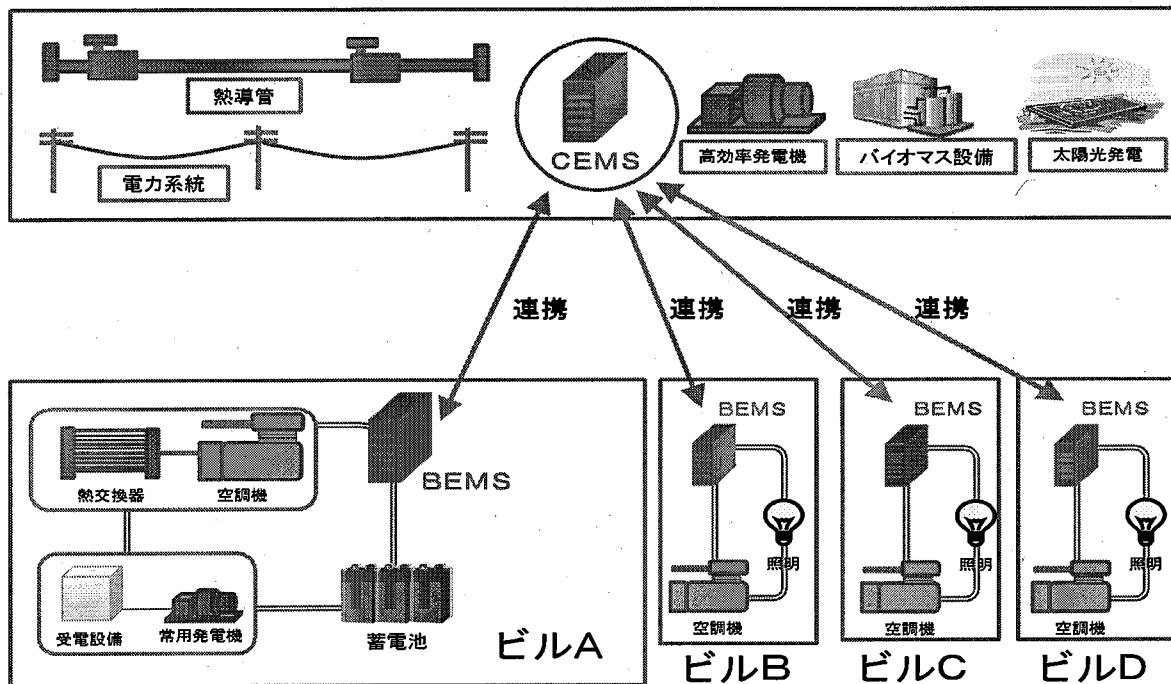 熱導管
電力系統
CEMS
高効率発電機
バイオマス設備
太陽光発電
連携
連携
連携
連携
熱交換器
空調機
BEMS
受電設備
常用発電機
蓄電池
ビルA
BEMS
照明
空調機
ビルB
BEMS
照明
空調機
ビルC
BEMS
照明
空調機
ビルD